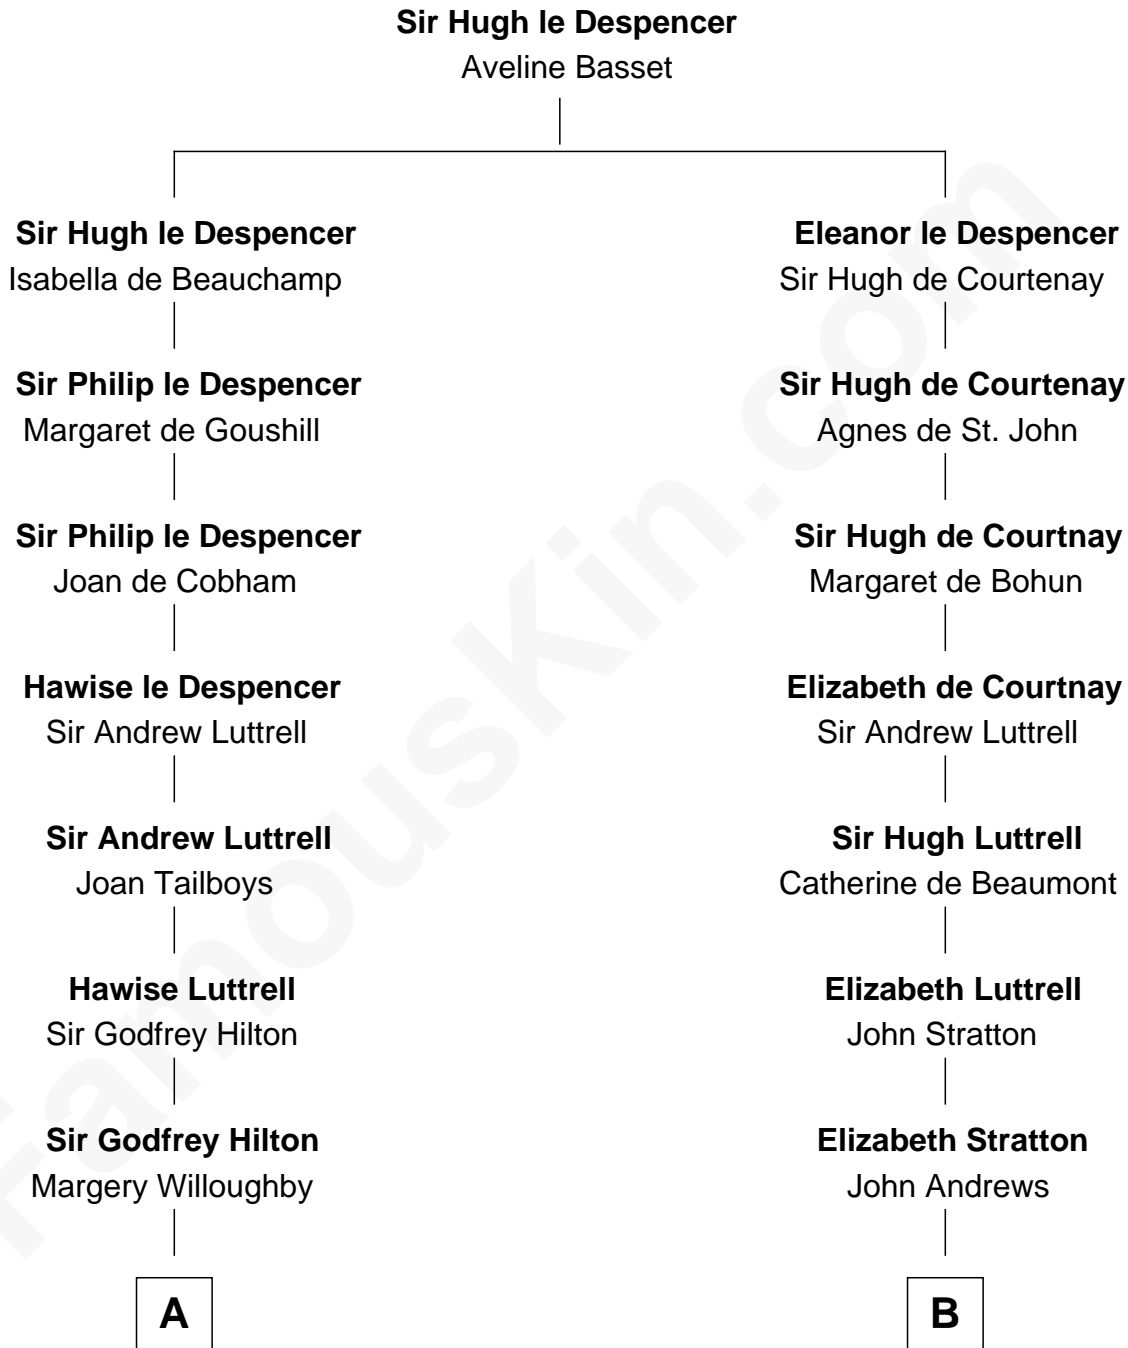 Sir Hugh le Despencer
Aveline Basset
Sir Hugh le Despencer
Isabella de Beauchamp
Sir Philip le Despencer
Margaret de Goushill
Sir Philip le Despencer
Joan de Cobham
Hawise le Despencer
Sir Andrew Luttrell
Sir Andrew Luttrell
Joan Tailboys
Hawise Luttrell
Sir Godfrey Hilton
Sir Godfrey Hilton
Margery Willoughby
A
Eleanor le Despencer
Sir Hugh de Courtenay
Sir Hugh de Courtenay
Agnes de St. John
Sir Hugh de Courtnay
Margaret de Bohun
Elizabeth de Courtnay
Sir Andrew Luttrell
Sir Hugh Luttrell
Catherine de Beaumont
Elizabeth Luttrell
John Stratton
Elizabeth Stratton
John Andrews
B
FamousKin.com